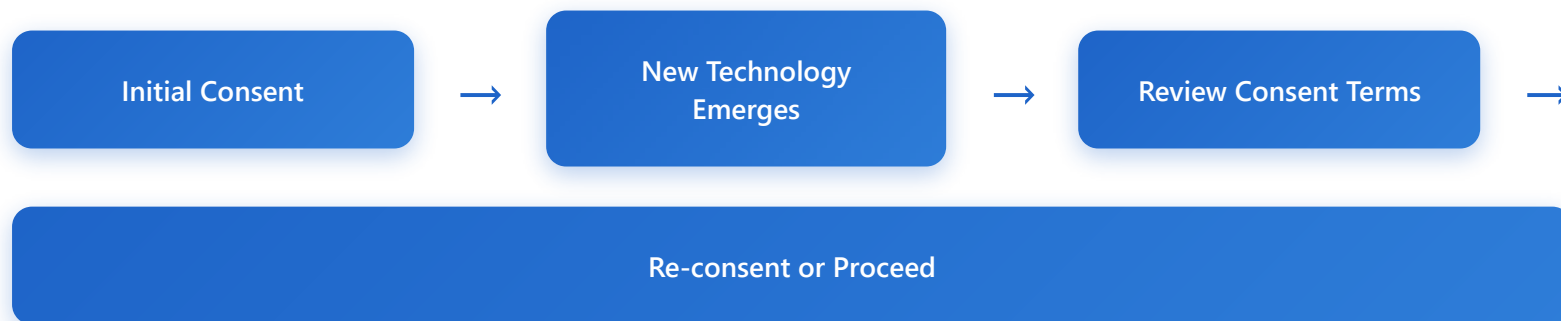 Initial Consent
→
New Technology
Emerges
→
Review Consent Terms
→
Re-consent or Proceed